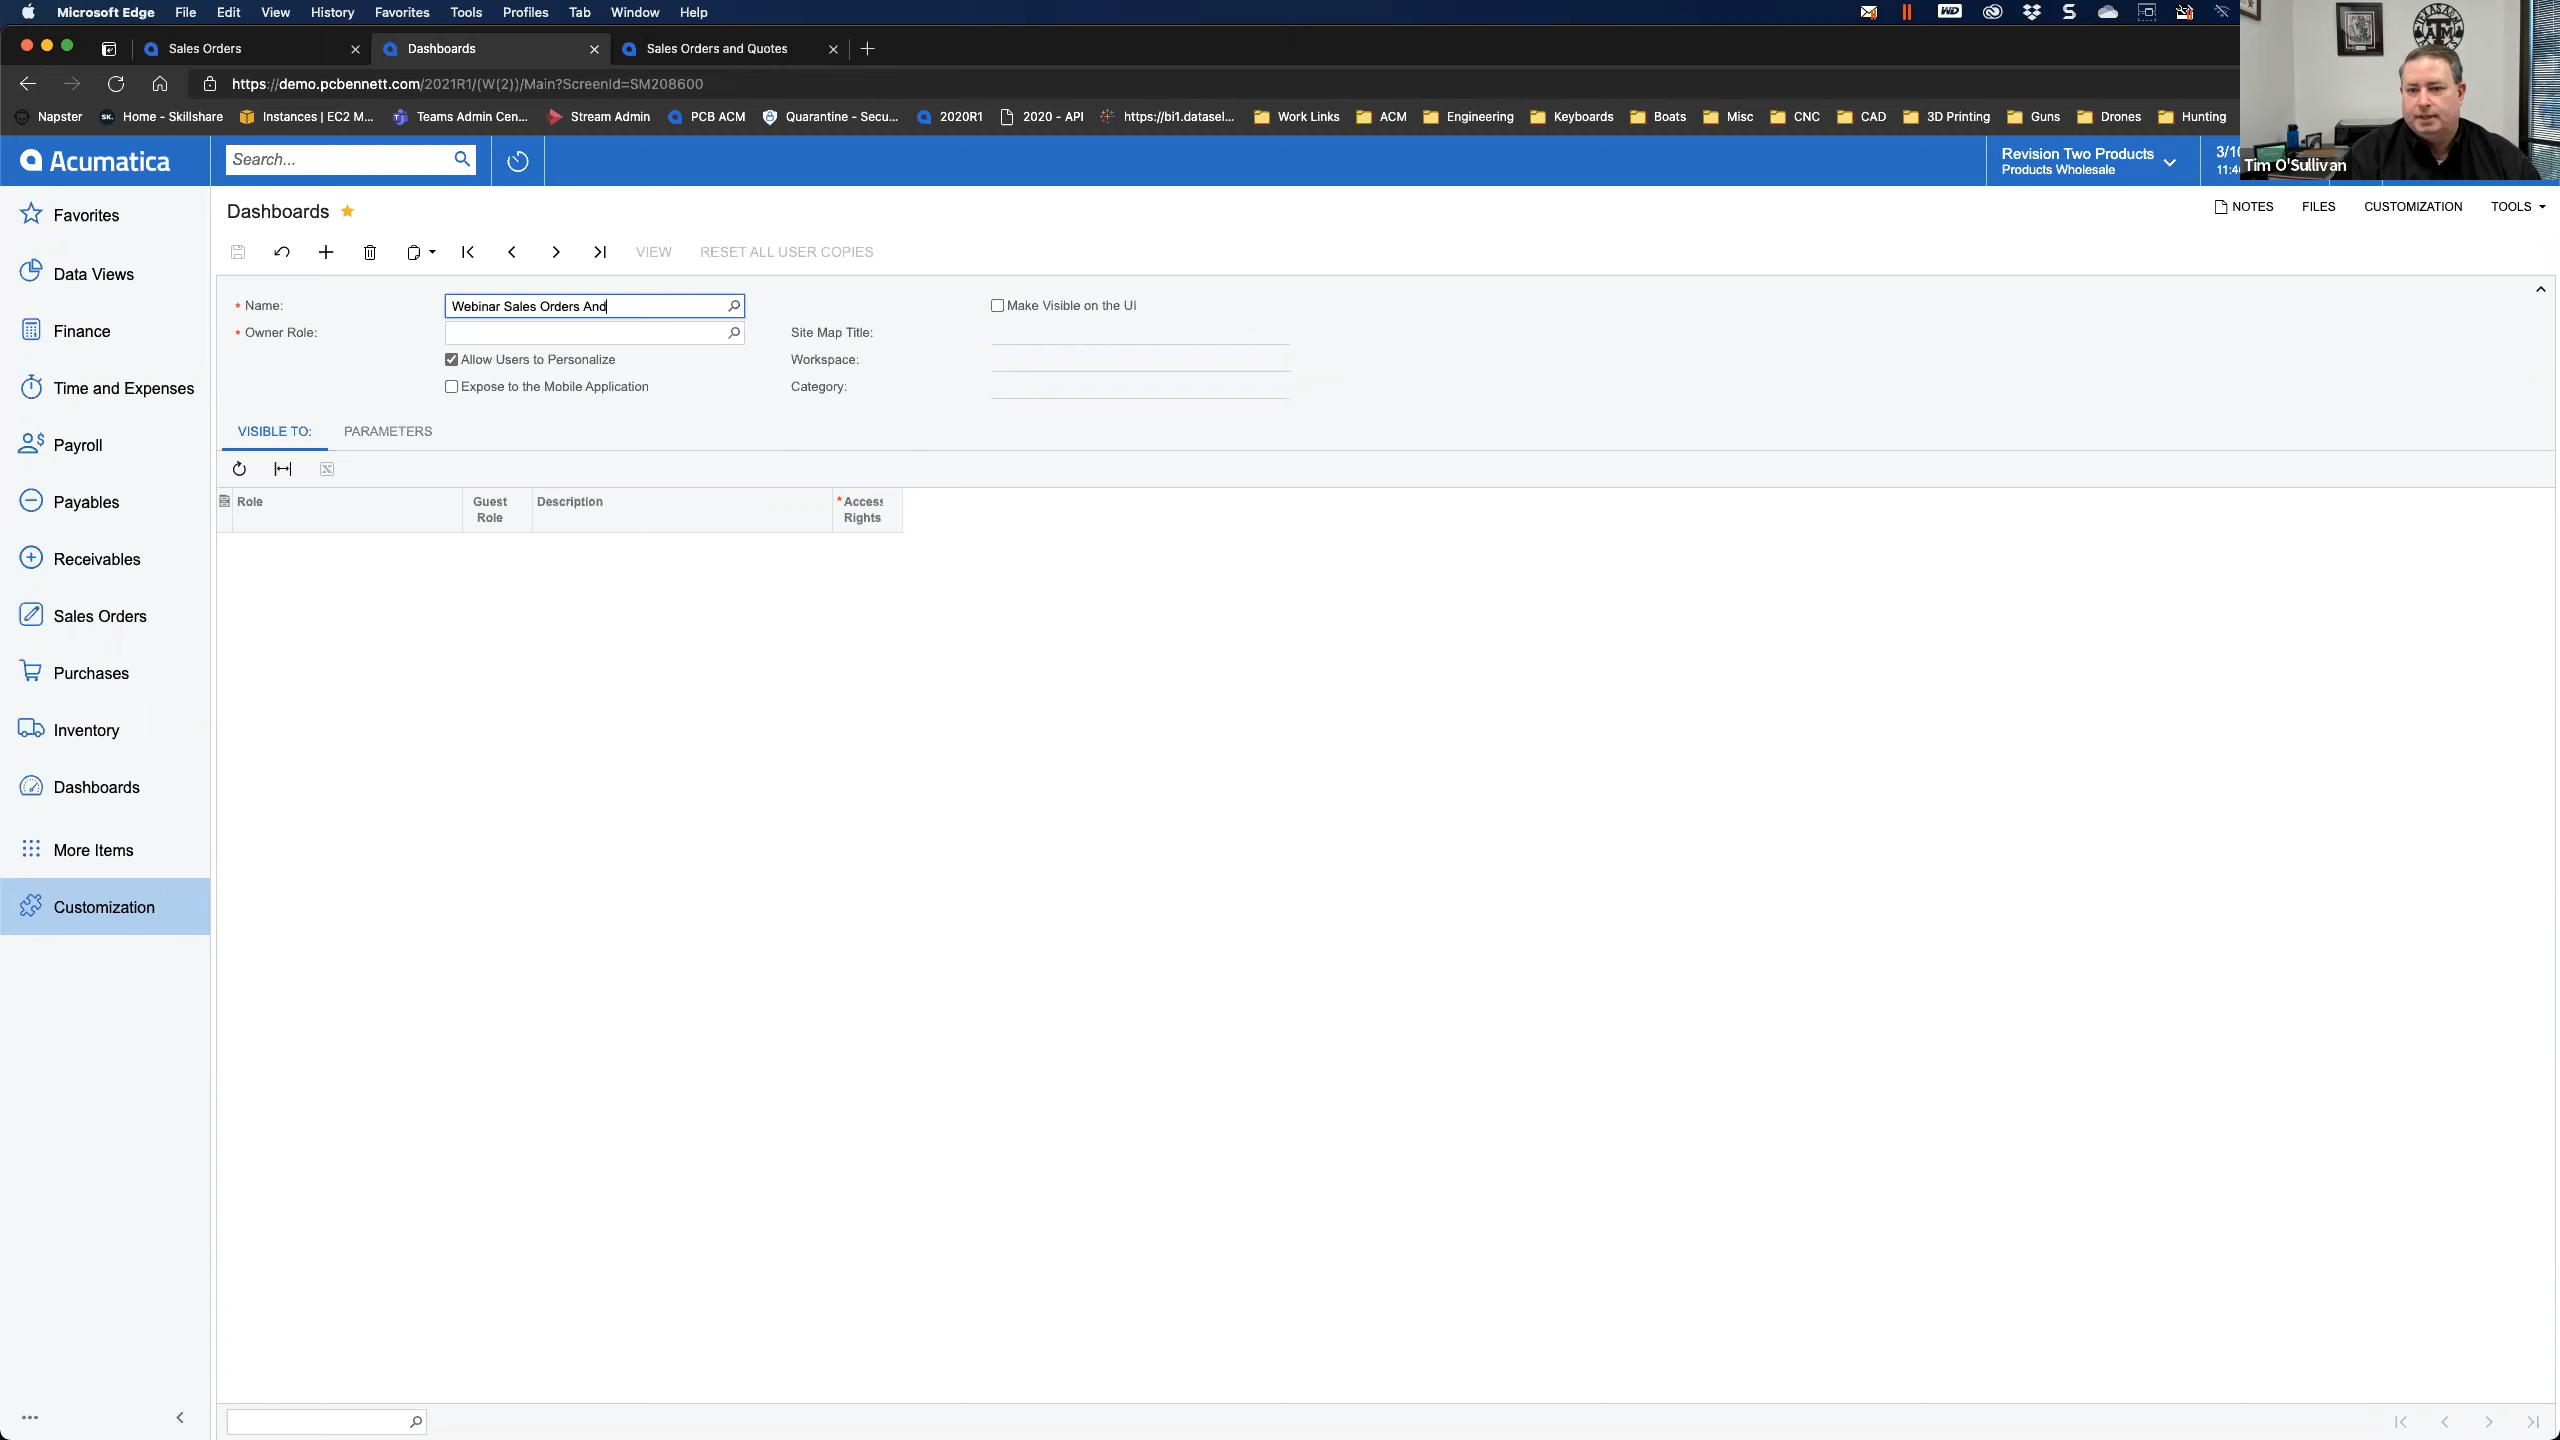 Microsoft Edge File Edit View History Favorites Tools Profiles Tab Window Help
Sales Orders Dashboards Sales Orders and Quotes
https://demo.pcbennett.com/2021R1/(W(2))/Main?ScreenId=SM208600
Napster Home - Skillshare Instances | EC2 M... Teams Admin Cen... Stream Admin PCB ACM Quarantine - Secu... 2020R1 2020 - API https://bi1.datasel... Work Links ACM Engineering Keyboards Boats Misc CNC CAD 3D Printing Guns Drones Hunting
Acumatica
Search...
Revision Two Products
Products Wholesale
3/10
11:4
Tim O'Sullivan
Favorites
Data Views
Finance
Time and Expenses
Payroll
Payables
Receivables
Sales Orders
Purchases
Inventory
Dashboards
More Items
Customization
Dashboards
NOTES FILES CUSTOMIZATION TOOLS
VIEW RESET ALL USER COPIES
* Name: Webinar Sales Orders And
Make Visible on the UI
* Owner Role:
Site Map Title:
Allow Users to Personalize
Workspace:
Expose to the Mobile Application
Category:
VISIBLE TO: PARAMETERS
Role Guest Role Description * Access Rights